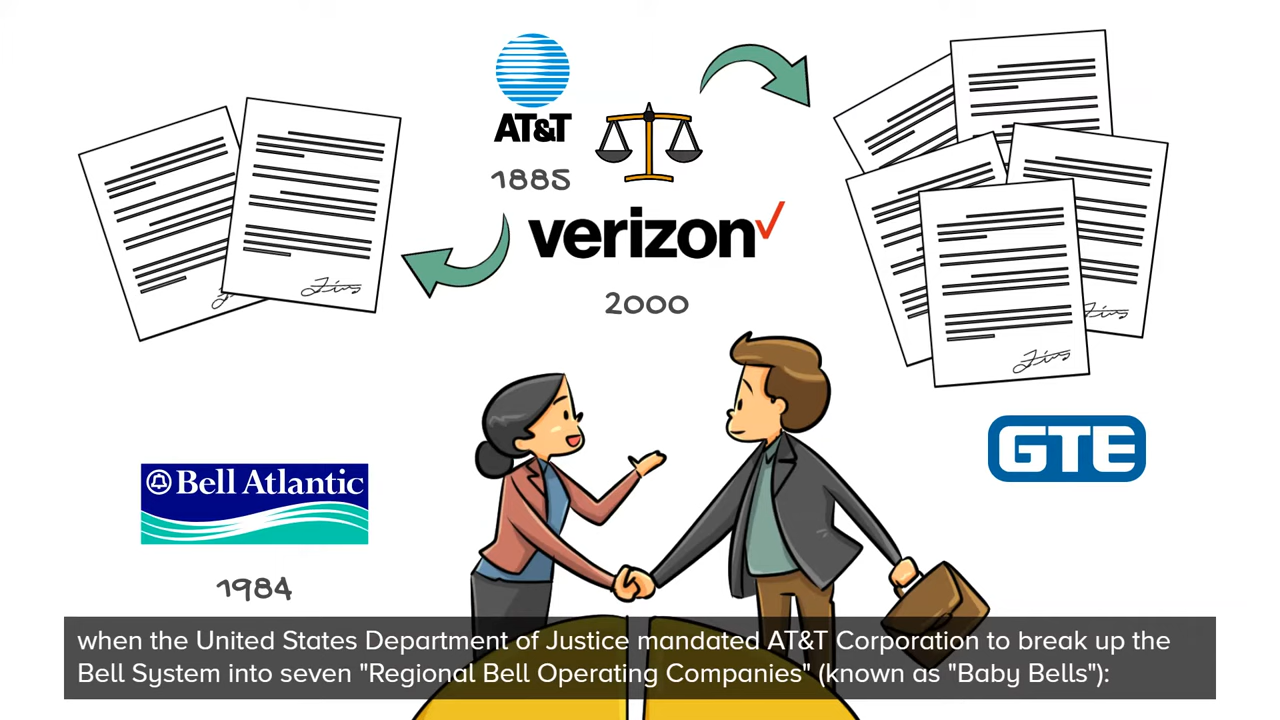 AT&T
1885
verizon
2000
GTE
Bell Atlantic
1984
when the United States Department of Justice mandated AT&T Corporation to break up the
Bell System into seven "Regional Bell Operating Companies" (known as "Baby Bells"):